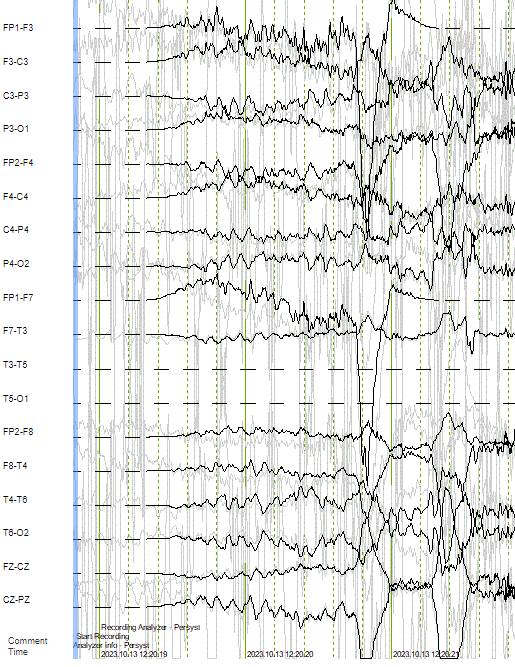 FP1-F3
F3-C3
C3-P3
P3-O1
FP2-F4
F4-C4
C4-P4
P4-O2
FP1-F7
F7-T3
T3-T5
T5-O1
FP2-F8
F8-T4
T4-T6
T6-O2
FZ-CZ
CZ-PZ
Recording Analyzer - Persyst
Start Recording
Comment
Analyzer info - Persyst
Time
2023.10.13 12:20:19
2023.10.13 12:20:20
2023.10.13 12:20:21